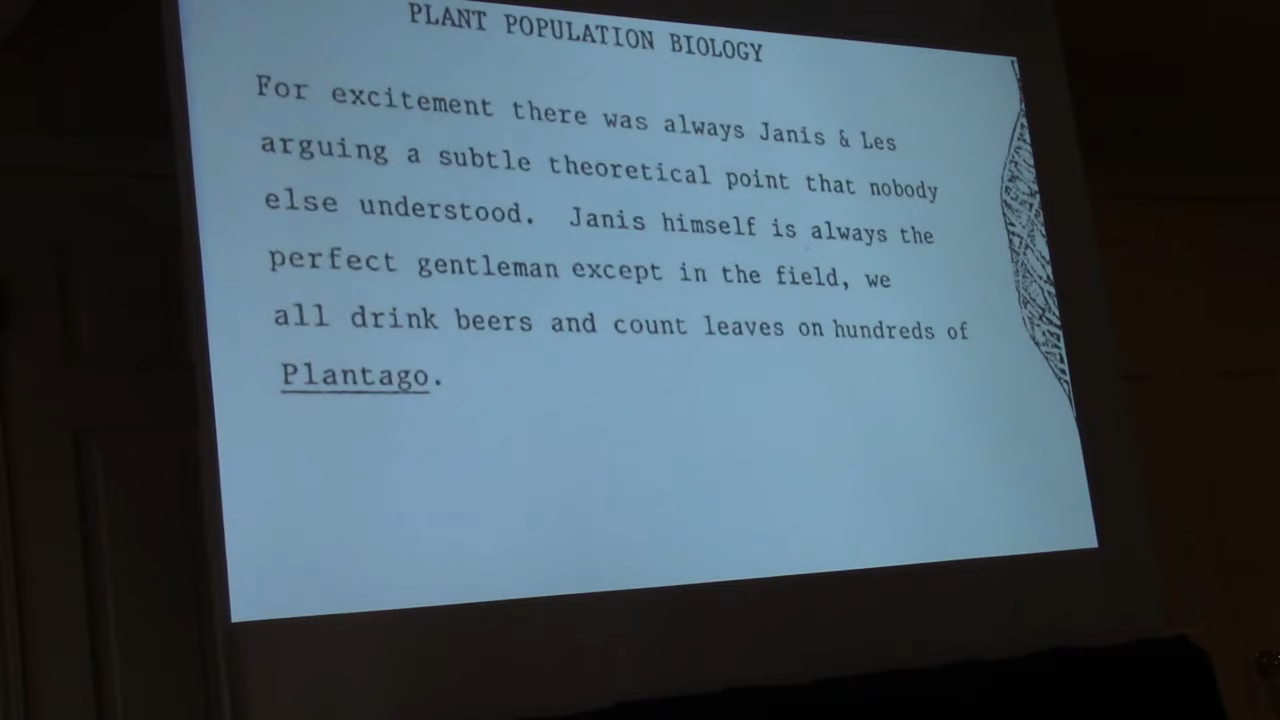 PLANT POPULATION BIOLOGY
For excitement there was always Janis & Les
arguing a subtle theoretical point that nobody
else understood. Janis himself is always the
perfect gentleman except in the field, we
all drink beers and count leaves on hundreds of
Plantago.